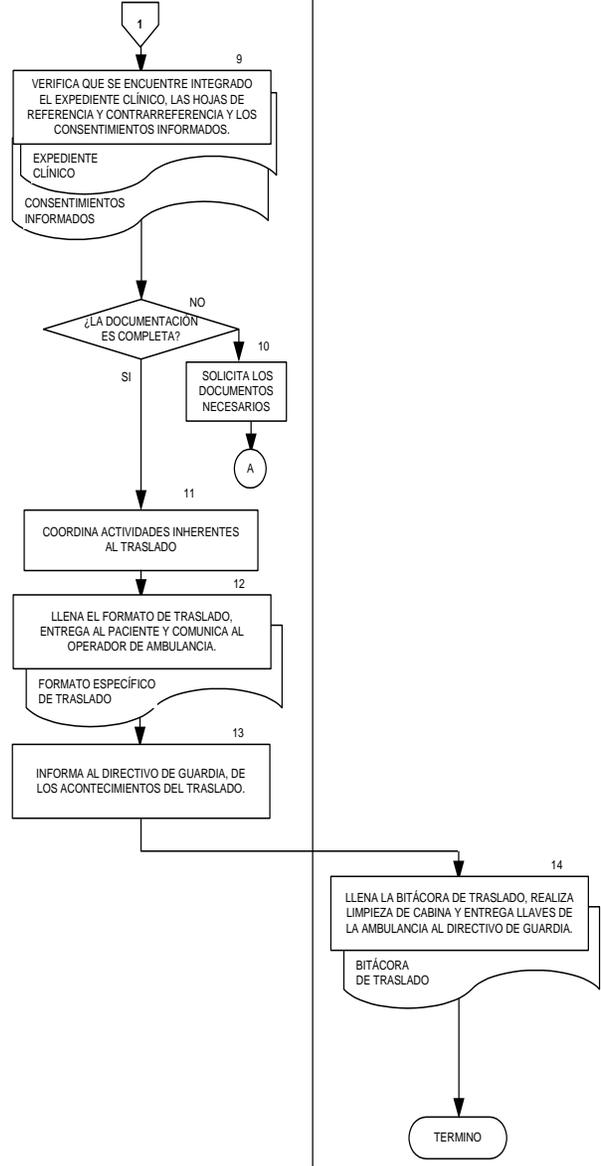 1
9
VERIFICA QUE SE ENCUENTRE INTEGRADO
EL EXPEDIENTE CLÍNICO, LAS HOJAS DE
REFERENCIA Y CONTRARREFERENCIA Y LOS
CONSENTIMIENTOS INFORMADOS.
EXPEDIENTE
CLÍNICO
CONSENTIMIENTOS
INFORMADOS
NO
¿LA DOCUMENTACIÓN
ES COMPLETA?
10
SI
SOLICITA LOS
DOCUMENTOS
NECESARIOS
A
11
COORDINA ACTIVIDADES INHERENTES
AL TRASLADO
12
LLENA EL FORMATO DE TRASLADO,
ENTREGA AL PACIENTE Y COMUNICA AL
OPERADOR DE AMBULANCIA.
FORMATO ESPECÍFICO
DE TRASLADO
13
INFORMA AL DIRECTIVO DE GUARDIA, DE
LOS ACONTECIMIENTOS DEL TRASLADO.
14
LLENA LA BITÁCORA DE TRASLADO, REALIZA
LIMPIEZA DE CABINA Y ENTREGA LLAVES DE
LA AMBULANCIA AL DIRECTIVO DE GUARDIA.
BITÁCORA
DE TRASLADO
TERMINO